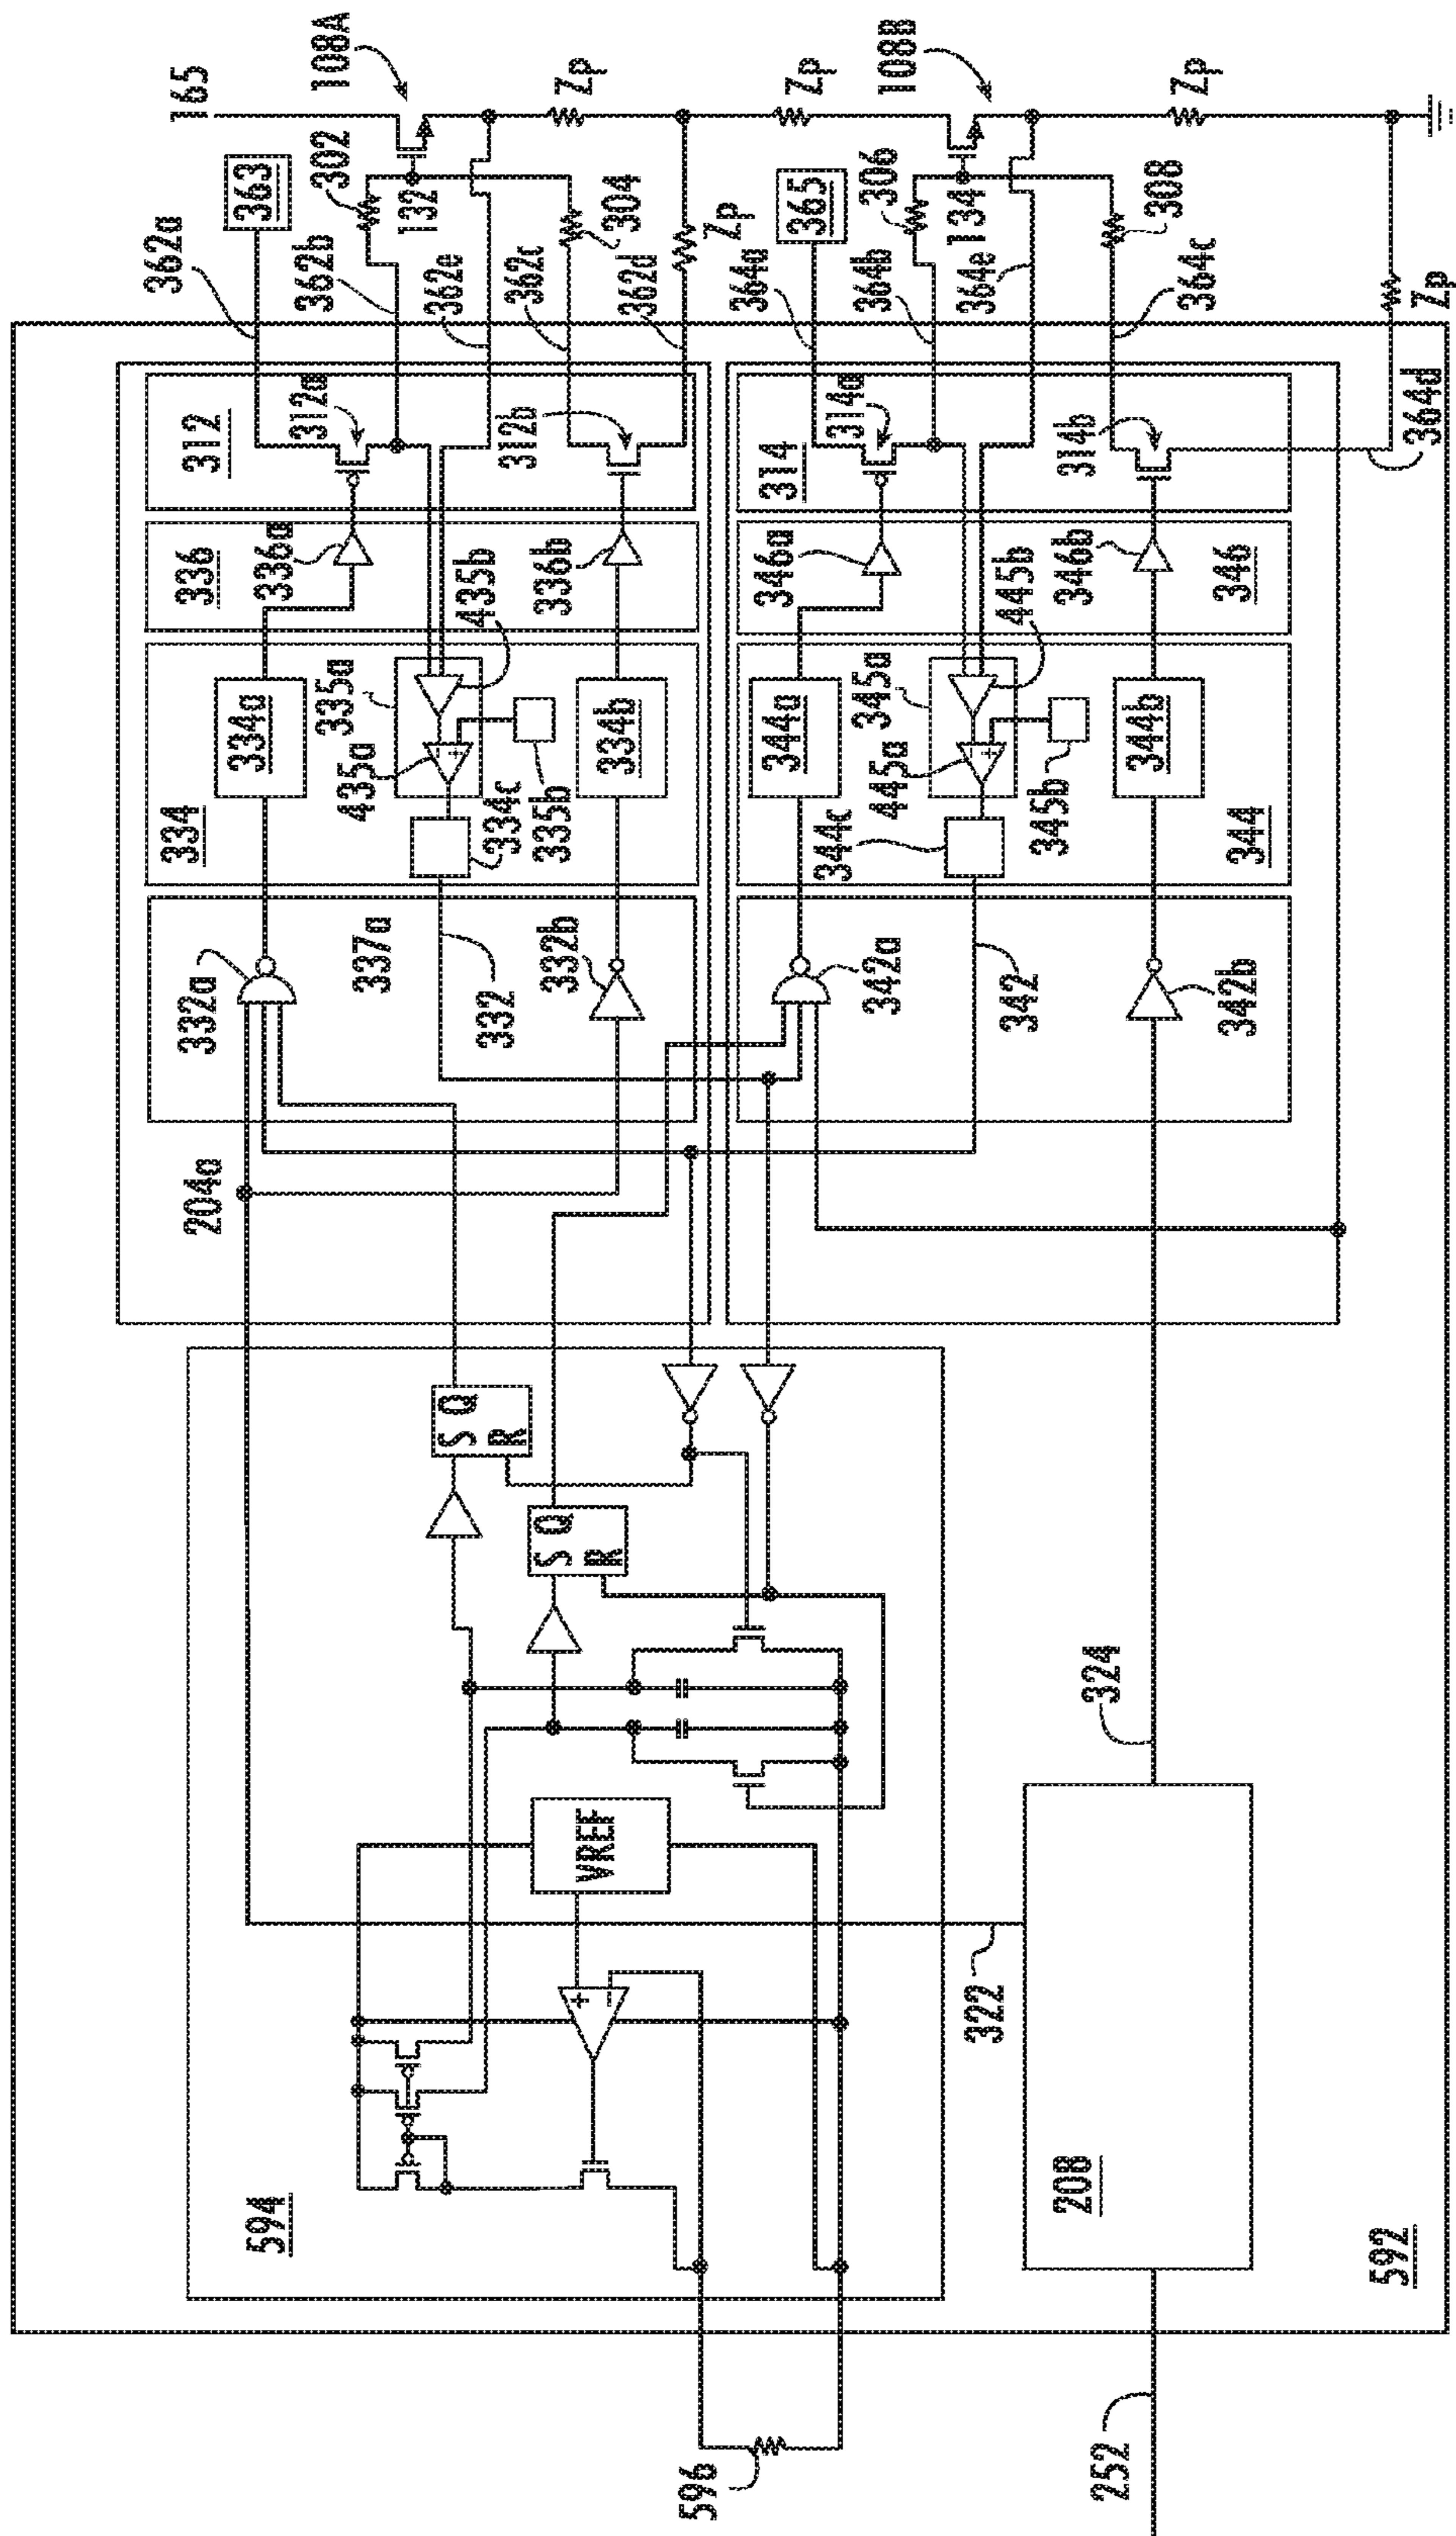 165
108A
Zp
Zp
108B
Zp
363
302
132
304
Zp
365
306
134
308
Zp
362a
362b
362e
362c
362d
364a
364b
364e
364c
364d
312
312a
312b
314
314a
314b
336
336a
336b
346a
346b
346
435b
445b
334
334a
335a
435a
334c
335b
334b
344a
345a
445a
344c
345b
344b
344
332a
337a
332
332b
342a
342
342b
204a
S Q
R
S Q
R
324
VREF
+
−
322
594
208
592
596
252
+
−
+
−